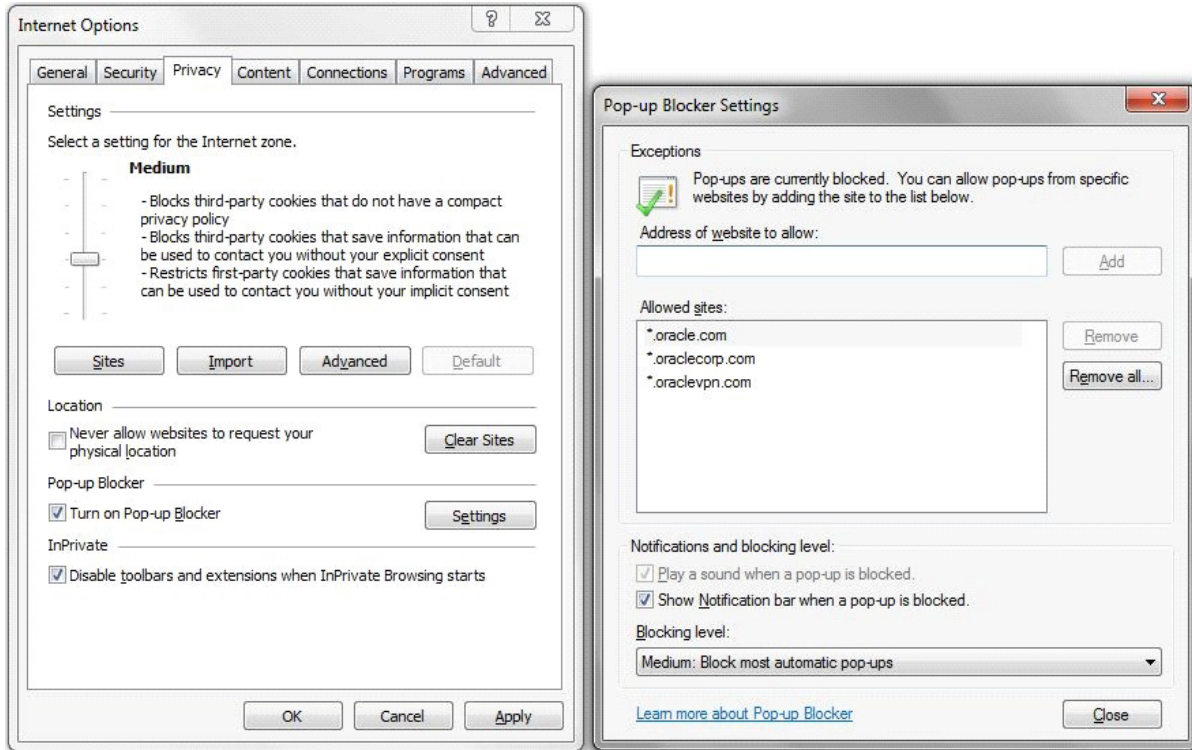 Internet Options
?
General Security Privacy Content Connections Programs Advanced
Settings
Select a setting for the Internet zone.
Medium
- Blocks third-party cookies that do not have a compact
privacy policy
- Blocks third-party cookies that save information that can
be used to contact you without your explicit consent
- Restricts first-party cookies that save information that
can be used to contact you without your implicit consent
Sites Import Advanced Default
Location
Never allow websites to request your
physical location
Clear Sites
Pop-up Blocker
Turn on Pop-up Blocker
Settings
InPrivate
Disable toolbars and extensions when InPrivate Browsing starts
OK Cancel Apply
Pop-up Blocker Settings
Exceptions
Pop-ups are currently blocked. You can allow pop-ups from specific
websites by adding the site to the list below.
Address of website to allow:
Add
Allowed sites:
*.oracle.com
*.oraclecorp.com
*.oraclevpn.com
Remove
Remove all...
Notifications and blocking level:
Play a sound when a pop-up is blocked.
Show Notification bar when a pop-up is blocked.
Blocking level:
Medium: Block most automatic pop-ups
Learn more about Pop-up Blocker
Close